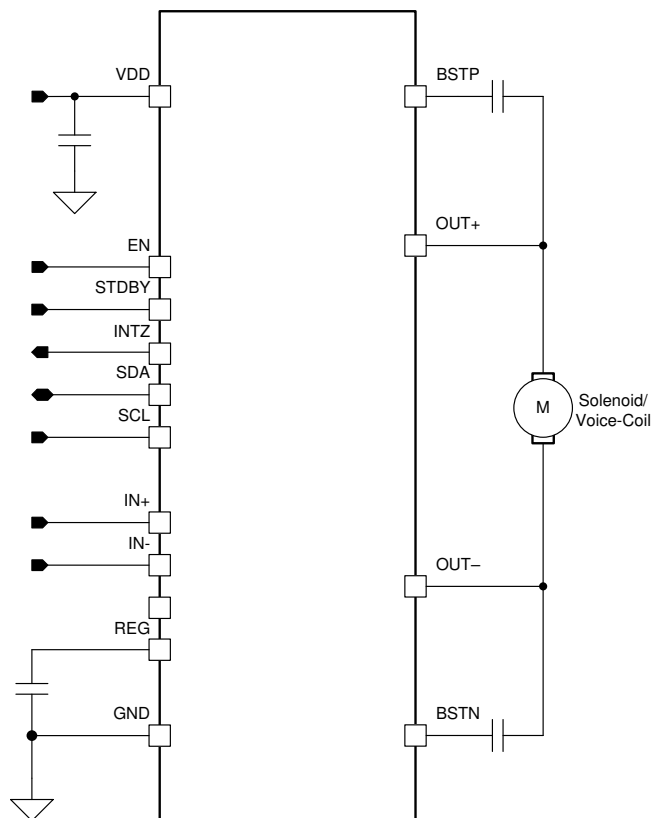 VDD
BSTP
OUT+
EN
STDBY
INTZ
SDA
SCL
M
Solenoid/
Voice-Coil
IN+
IN-
OUT–
REG
GND
BSTN